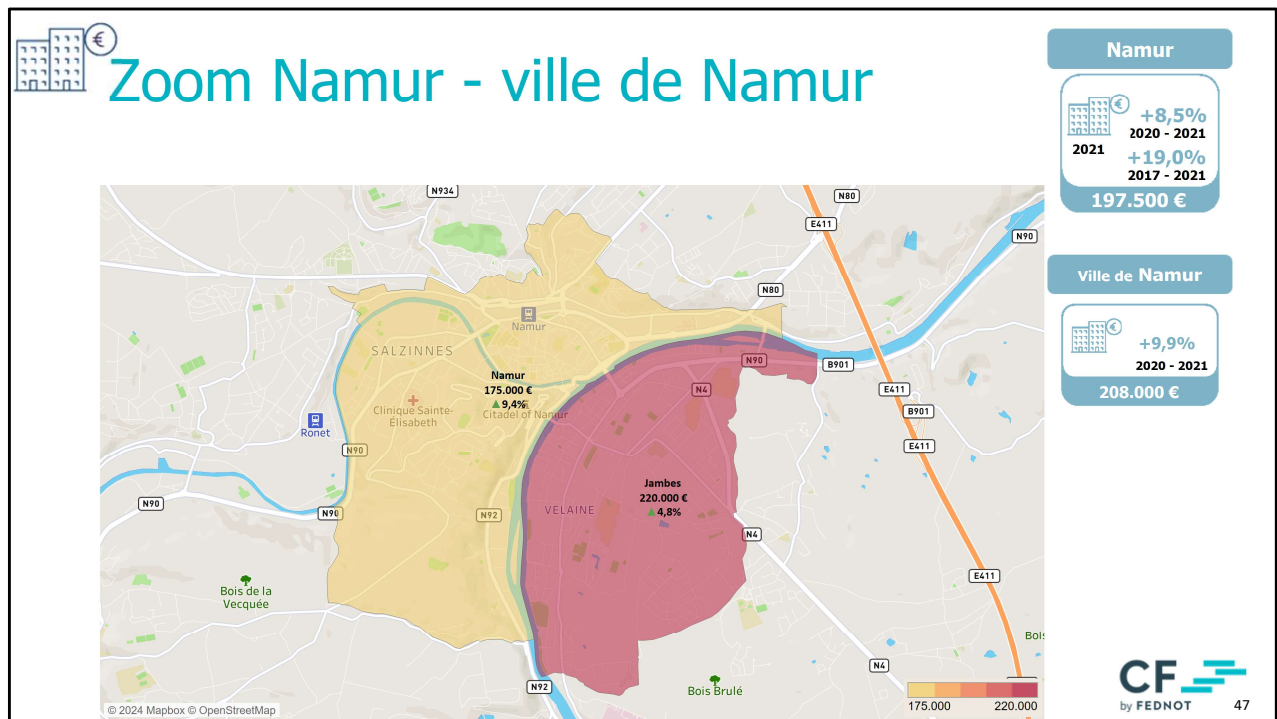 €
Zoom Namur - ville de Namur
Namur
€
+8,5%
2020 - 2021
2021
+19,0%
2017 - 2021
197.500 €
Ville de Namur
€
+9,9%
2020 - 2021
208.000 €
N934
N80
E411
N90
N80
Namur
SALZINNES
N90
B901
Namur
175.000 €
9,4%
N4
E411
Clinique Sainte-
Élisabeth
Citadel of Namur
B901
Ronet
N90
E411
Jambes
220.000 €
4,8%
N90
N90
N92
VELAINE
N4
E411
Bois de la
Vecquée
Bois
N4
N92
Bois Brulé
175.000
220.000
© 2024 Mapbox © OpenStreetMap
CF
by FEDNOT
47